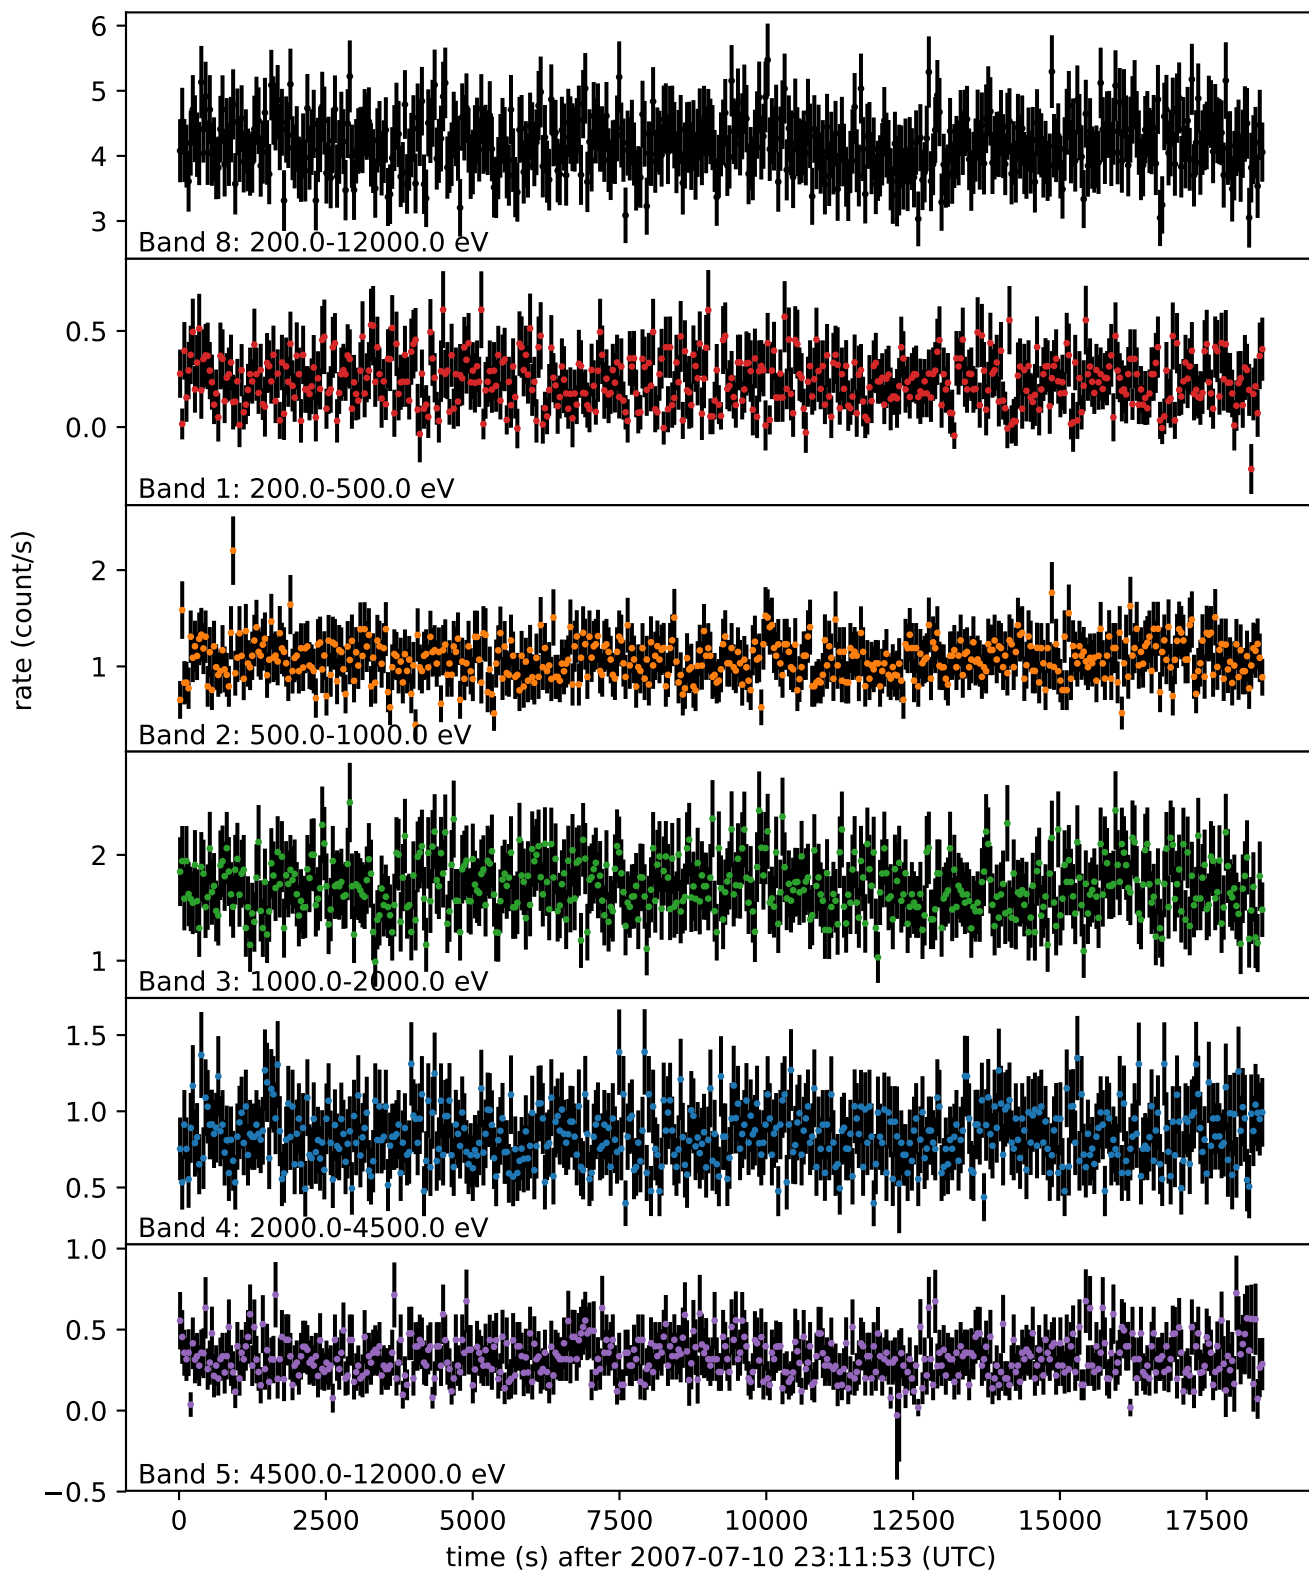 6
5
4
3
Band 8: 200.0-12000.0 eV
0.5
0.0
Band 1: 200.0-500.0 eV
2
1
Band 2: 500.0-1000.0 eV
rate (count/s)
2
1
Band 3: 1000.0-2000.0 eV
1.5
1.0
0.5
Band 4: 2000.0-4500.0 eV
1.0
0.5
0.0
−0.5
Band 5: 4500.0-12000.0 eV
0 2500 5000 7500 10000 12500 15000 17500
time (s) after 2007-07-10 23:11:53 (UTC)